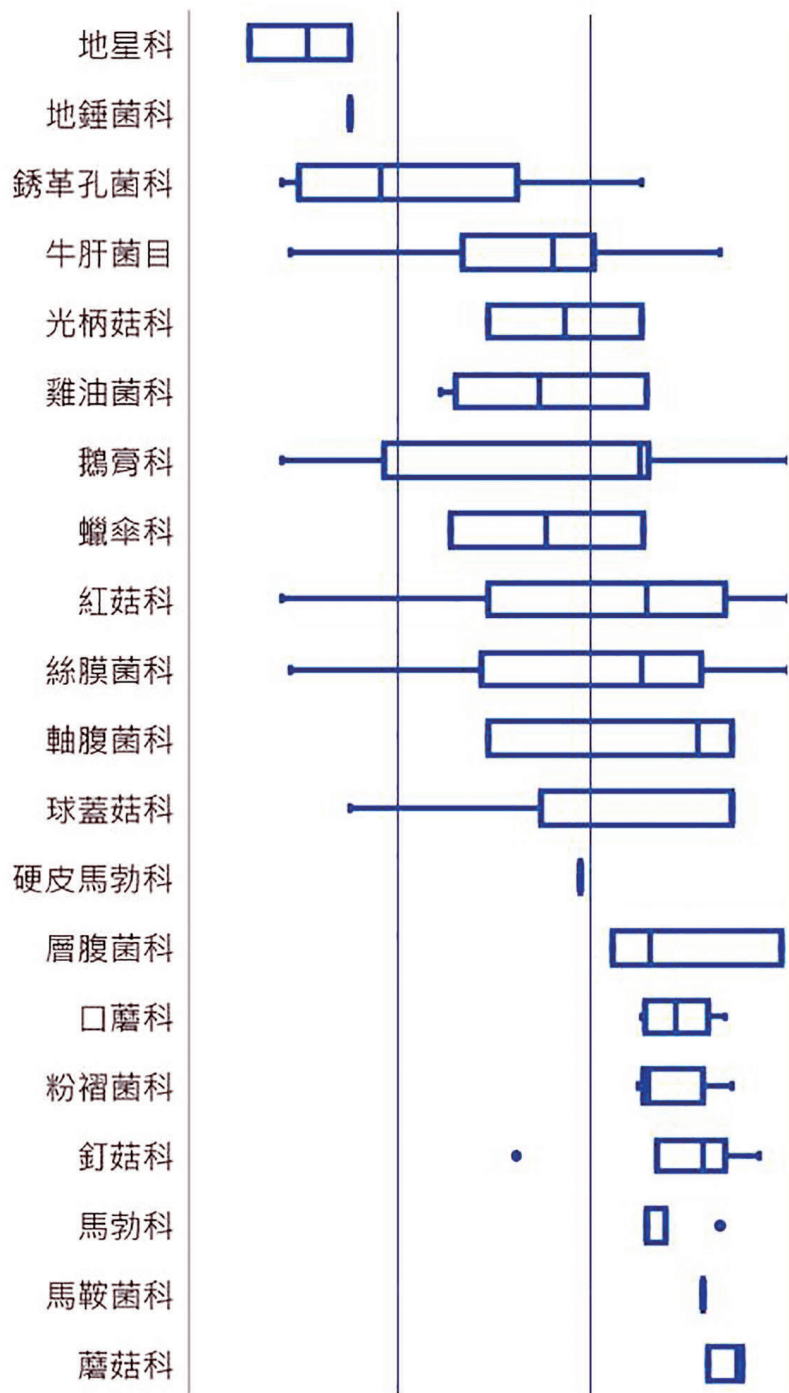 地星科
地錘菌科
銹革孔菌科
牛肝菌目
光柄菇科
雞油菌科
鵝膏科
蠟傘科
紅菇科
絲膜菌科
軸腹菌科
球蓋菇科
硬皮馬勃科
層腹菌科
口蘑科
粉褶菌科
釘菇科
馬勃科
馬鞍菌科
蘑菇科